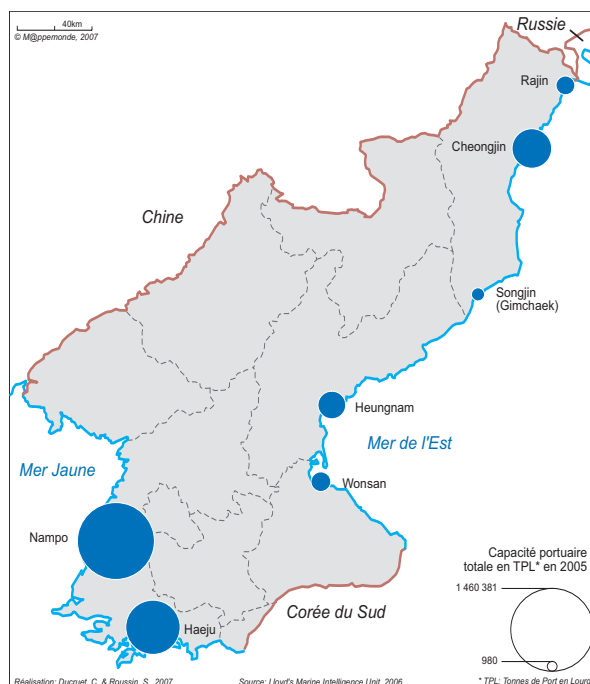 40km
© M@ppemonde, 2007
Russie
Rajin
Cheongjin
Chine
Songjin
(Gimchaek)
Heungnam
Mer de l'Est
Mer Jaune
Wonsan
Nampo
Capacité portuaire
totale en TPL* en 2005
1 460 381
Haeju
Corée du Sud
980
Réalisation: Ducruet, C. & Roussin, S., 2007
Source: Lloyd's Marine Intelligence Unit, 2006
* TPL: Tonnes de Port en Lourd